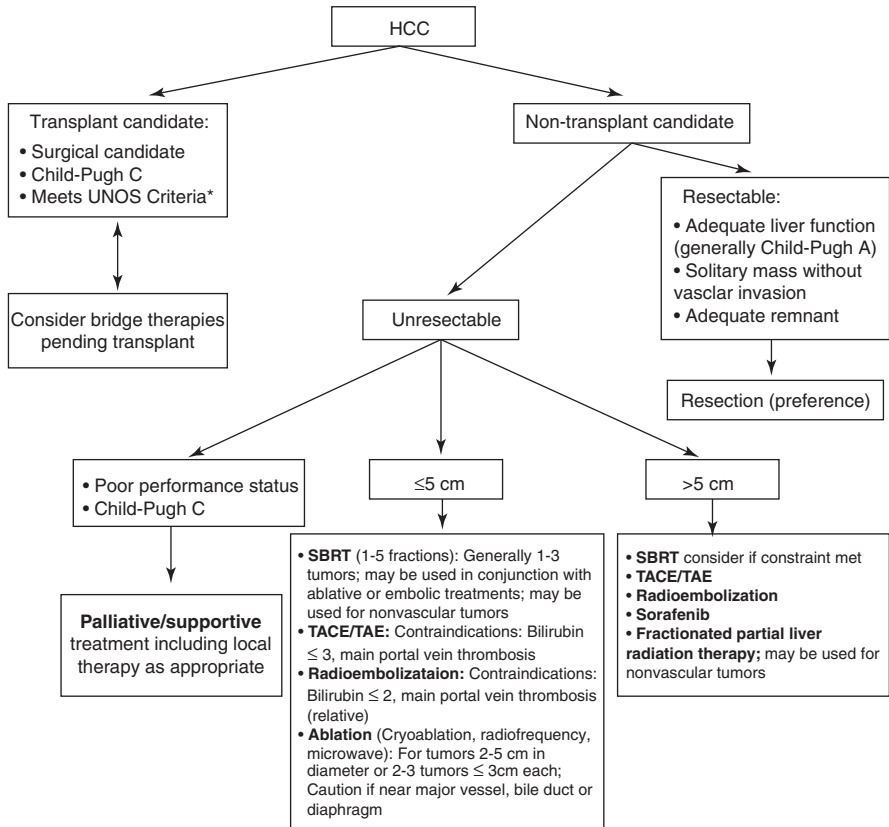 HCC
Transplant candidate:
• Surgical candidate
• Child-Pugh C
• Meets UNOS Criteria*
Non-transplant candidate
Resectable:
• Adequate liver function
(generally Child-Pugh A)
• Solitary mass without
vasclar invasion
• Adequate remnant
Consider bridge therapies
pending transplant
Unresectable
Resection (preference)
• Poor performance status
• Child-Pugh C
≤5 cm
>5 cm
Palliative/supportive
treatment including local
therapy as appropriate
• SBRT (1-5 fractions): Generally 1-3
tumors; may be used in conjunction with
ablative or embolic treatments; may be
used for nonvascular tumors
• TACE/TAE: Contraindications: Bilirubin
≤ 3, main portal vein thrombosis
• Radioembolizataion: Contraindications:
Bilirubin ≤ 2, main portal vein thrombosis
(relative)
• Ablation (Cryoablation, radiofrequency,
microwave): For tumors 2-5 cm in
diameter or 2-3 tumors ≤ 3cm each;
Caution if near major vessel, bile duct or
diaphragm
• SBRT consider if constraint met
• TACE/TAE
• Radioembolization
• Sorafenib
• Fractionated partial liver
radiation therapy; may be used for
nonvascular tumors